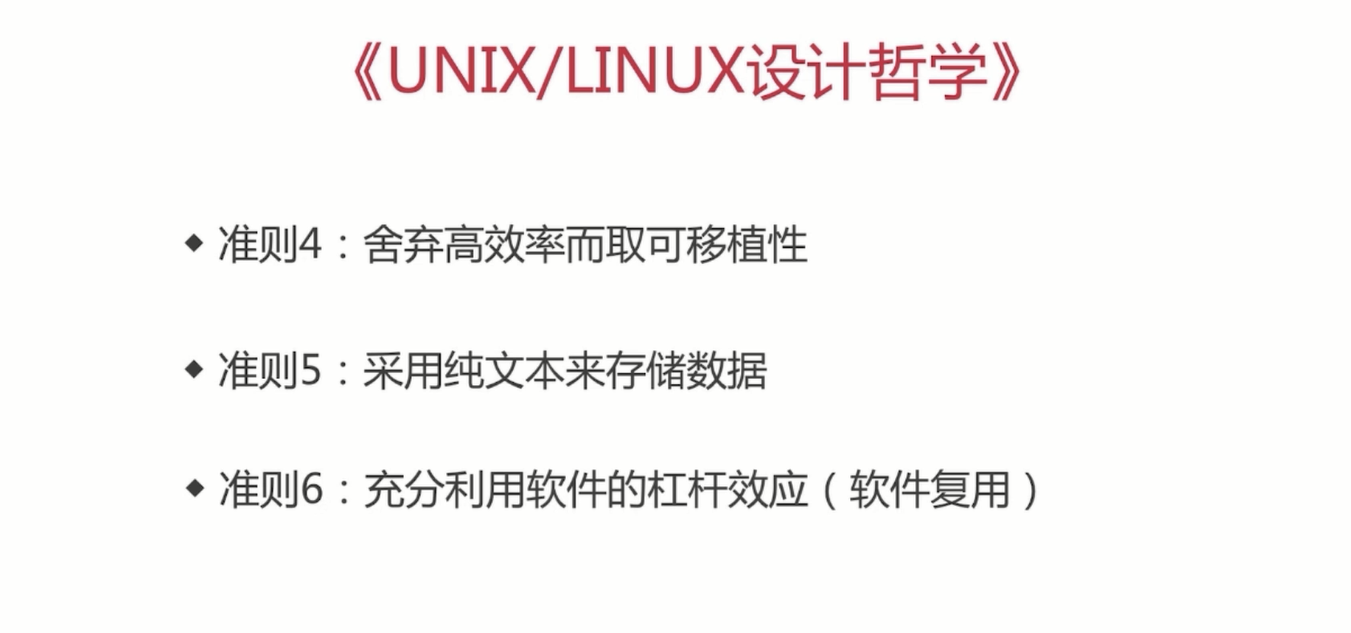 《UNIX/LINUX设计哲学》
◆ 准则4：舍弃高效率而取可移植性
◆ 准则5：采用纯文本来存储数据
◆ 准则6：充分利用软件的杠杆效应（软件复用）